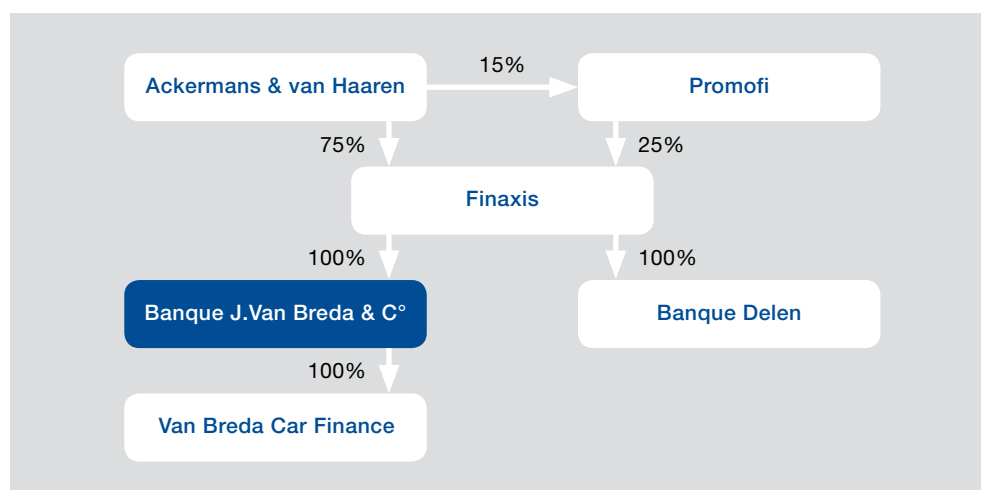 15%
Ackermans & van Haaren
Promofi
75%
25%
Finaxis
100%
100%
Banque J.Van Breda & C°
Banque Delen
100%
Van Breda Car Finance